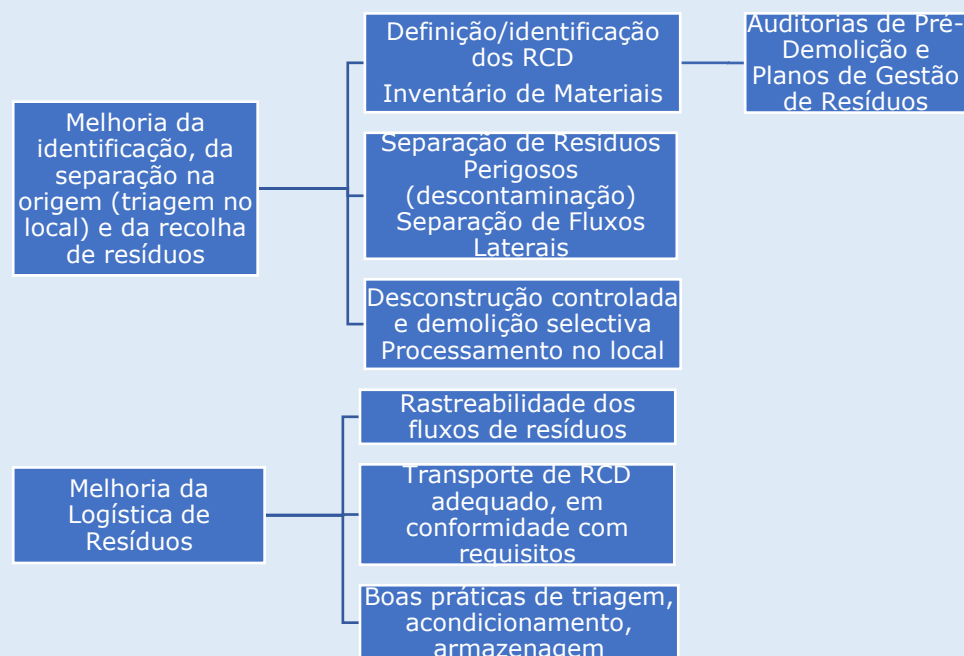 Melhoria da
identificação, da
separação na
origem (triagem no
local) e da recolha
de resíduos
Definição/identificação
dos RCD
Inventário de Materiais
Auditorias de Pré-
Demolição e
Planos de Gestão
de Resíduos
Separação de Resíduos
Perigosos
(descontaminação)
Separação de Fluxos
Laterais
Desconstrução controlada
e demolição selectiva
Processamento no local
Melhoria da
Logística de
Resíduos
Rastreabilidade dos
fluxos de resíduos
Transporte de RCD
adequado, em
conformidade com
requisitos
Boas práticas de triagem,
acondicionamento,
armazenagem